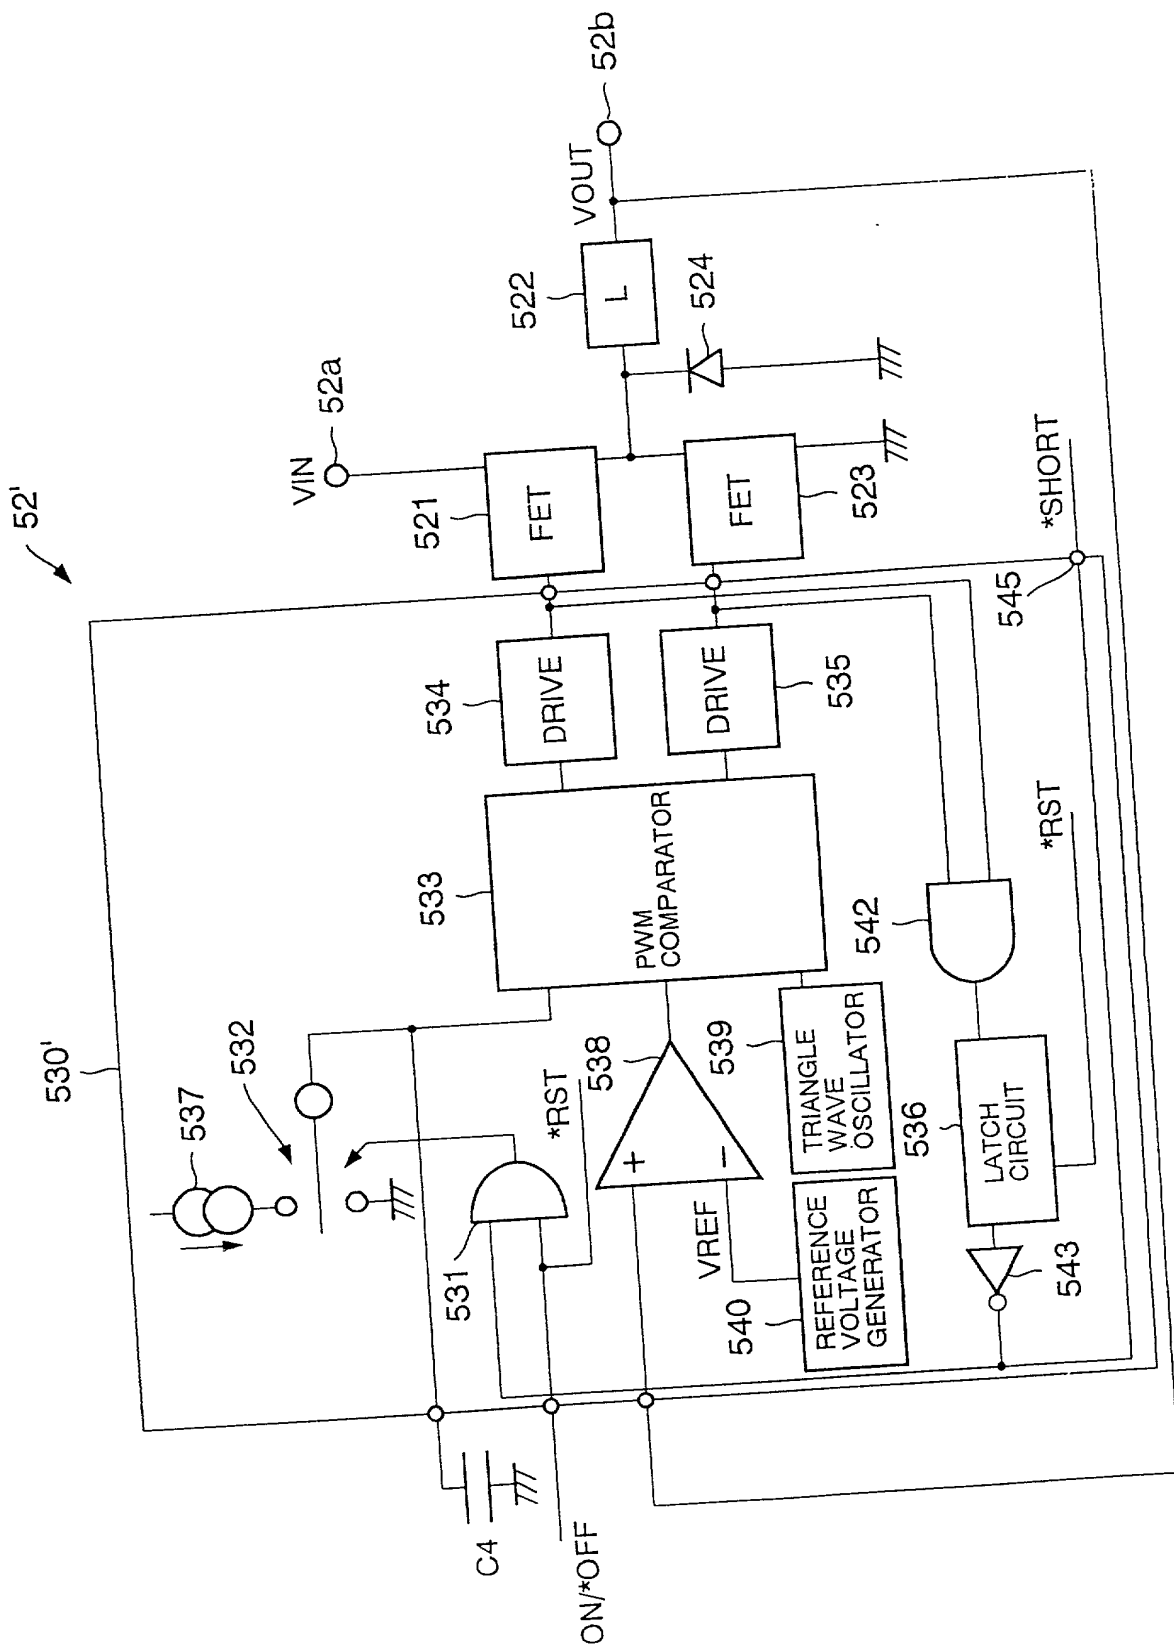 52'
530'
537
532
VIN
52a
52b
VOUT
521
FET
522
L
524
523
FET
534
DRIVE
535
DRIVE
533
PWM
COMPARATOR
531
*RST
538
+
−
VREF
539
TRIANGLE
WAVE
OSCILLATOR
540
REFERENCE
VOLTAGE
GENERATOR
542
536
LATCH
CIRCUIT
543
*RST
545
*SHORT
C4
ON/*OFF